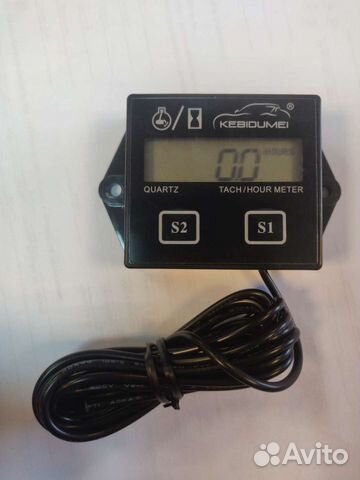 KEBIDUMEI ®
HOURS
0.0
QUARTZ TACH/HOUR METER
S2 S1
Avito